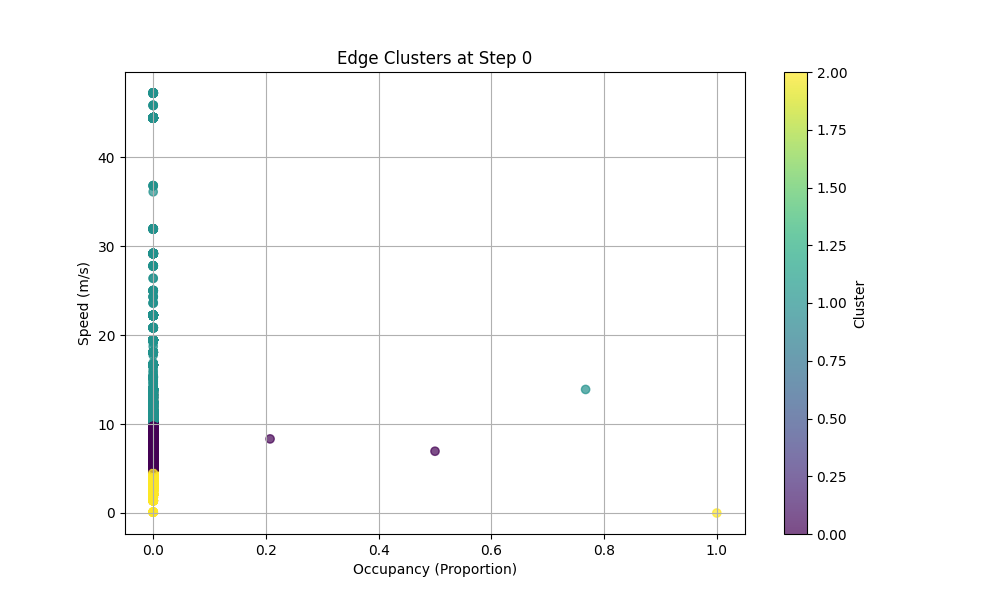 Edge Clusters at Step 0
Speed (m/s)
40
30
20
10
0
0.0 0.2 0.4 0.6 0.8 1.0
Occupancy (Proportion)
2.00
1.75
1.50
1.25
1.00
0.75
0.50
0.25
0.00
Cluster